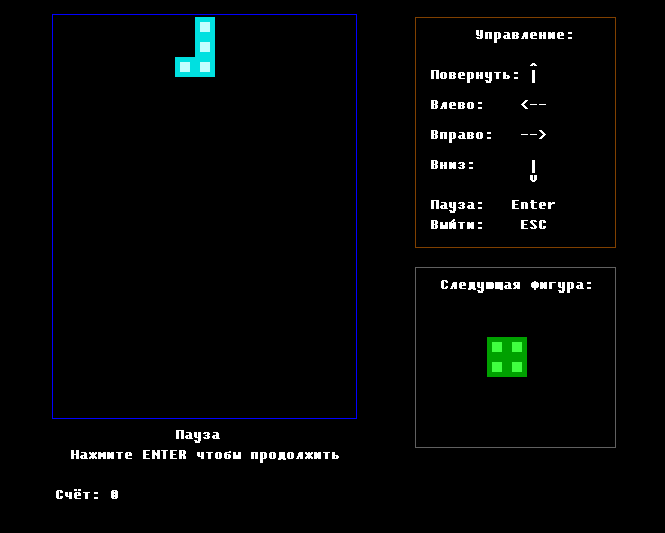 Управление:
Повернуть: ^
|
Влево: <--
Вправо: -->
Вниз: |
v
Пауза: Enter
Выйти: ESC
Следующая фигура:
Пауза
Нажмите ENTER чтобы продолжить
Счёт: 0